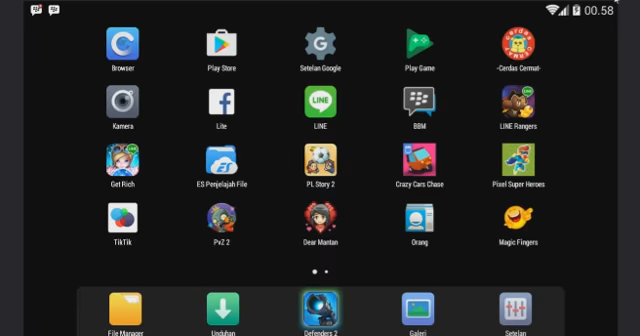 00.58
Browser
Play Store
Setelan Google
Play Game
-Cerdas Cermat-
Kamera
Lite
LINE
BBM
LINE Rangers
Get Rich
ES Penjelajah File
PL Story 2
Crazy Cars Chase
Pixel Super Heroes
TikTik
PvZ 2
Dear Mantan
Orang
Magic Fingers
File Manager
Unduhan
Defenders 2
Galeri
Setelan